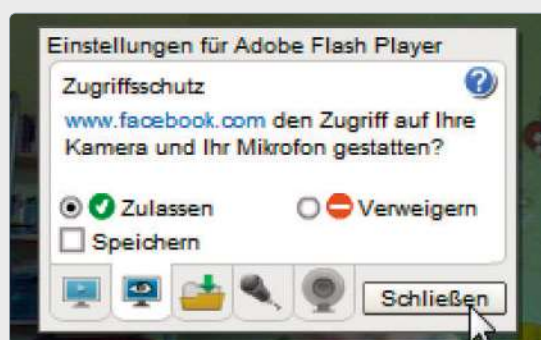 Einstellungen für Adobe Flash Player
Zugriffsschutz
www.facebook.com den Zugriff auf Ihre
Kamera und Ihr Mikrofon gestatten?
Zulassen Verweigern
Speichern
Schließen